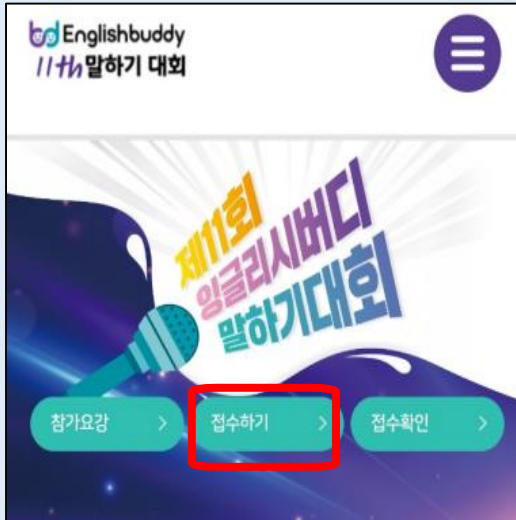 bd Englishbuddy
11th 말하기 대회
제11회
잉글리시버디
말하기대회
참가요강 >
접수하기 >
접수확인 >